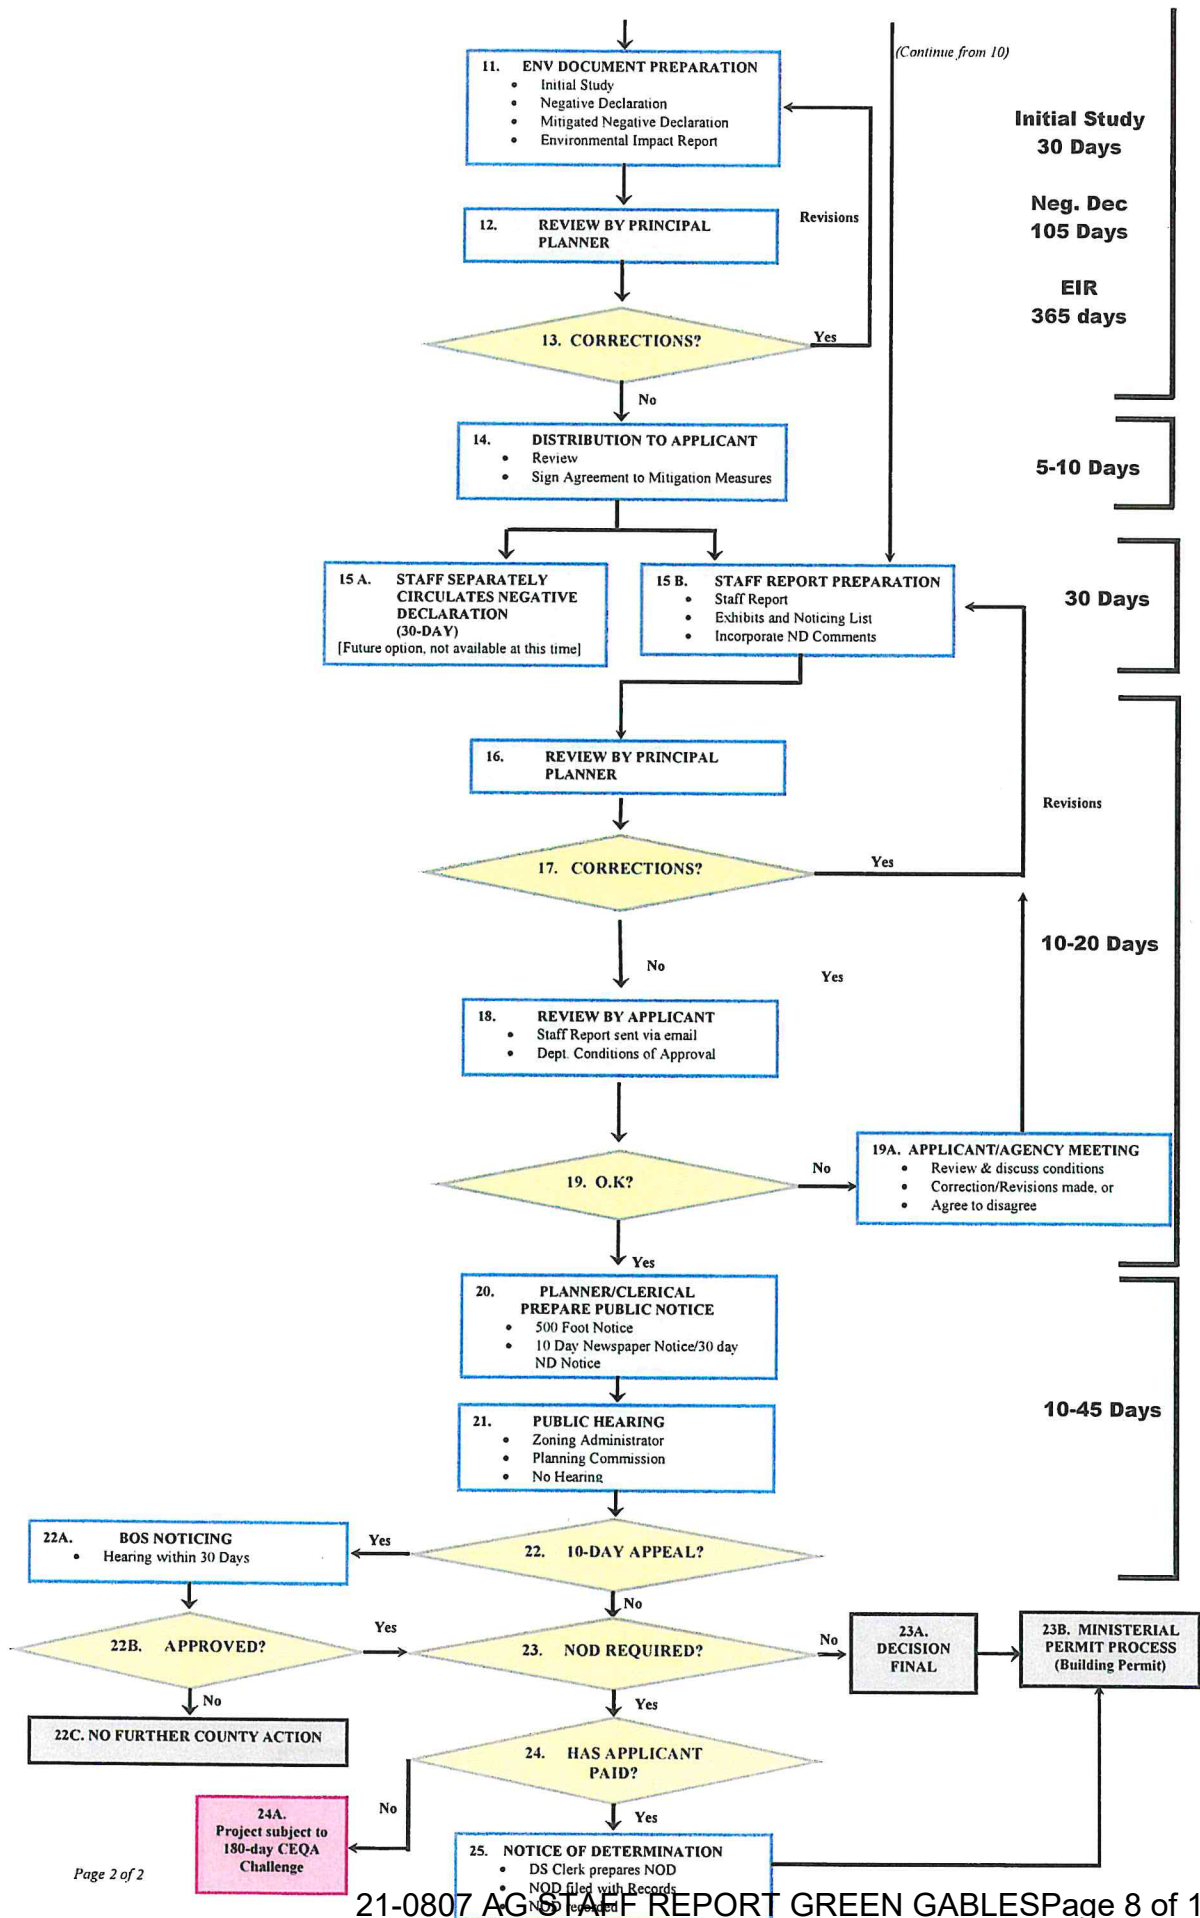 (Continue from 10)
11. ENV DOCUMENT PREPARATION
• Initial Study
• Negative Declaration
• Mitigated Negative Declaration
• Environmental Impact Report
Initial Study
30 Days
Neg. Dec
105 Days
EIR
365 days
12. REVIEW BY PRINCIPAL
PLANNER
Revisions
13. CORRECTIONS?
Yes
No
14. DISTRIBUTION TO APPLICANT
• Review
• Sign Agreement to Mitigation Measures
5-10 Days
15 A. STAFF SEPARATELY
CIRCULATES NEGATIVE
DECLARATION
(30-DAY)
[Future option, not available at this time]
15 B. STAFF REPORT PREPARATION
• Staff Report
• Exhibits and Noticing List
• Incorporate ND Comments
30 Days
16. REVIEW BY PRINCIPAL
PLANNER
Revisions
17. CORRECTIONS?
Yes
10-20 Days
No
Yes
18. REVIEW BY APPLICANT
• Staff Report sent via email
• Dept. Conditions of Approval
19. O.K?
No
19A. APPLICANT/AGENCY MEETING
• Review & discuss conditions
• Correction/Revisions made, or
• Agree to disagree
Yes
20. PLANNER/CLERICAL
PREPARE PUBLIC NOTICE
• 500 Foot Notice
• 10 Day Newspaper Notice/30 day
ND Notice
10-45 Days
21. PUBLIC HEARING
• Zoning Administrator
• Planning Commission
• No Hearing
22A. BOS NOTICING
• Hearing within 30 Days
Yes
22. 10-DAY APPEAL?
No
22B. APPROVED?
Yes
23. NOD REQUIRED?
No
23A.
DECISION
FINAL
23B. MINISTERIAL
PERMIT PROCESS
(Building Permit)
No
Yes
22C. NO FURTHER COUNTY ACTION
24. HAS APPLICANT
PAID?
No
Yes
24A.
Project subject to
180-day CEQA
Challenge
25. NOTICE OF DETERMINATION
• DS Clerk prepares NOD
• NOD filed with Records
• NOD recorded
Page 2 of 2
21-0807 AG STAFF REPORT GREEN GABLESPage 8 of 1